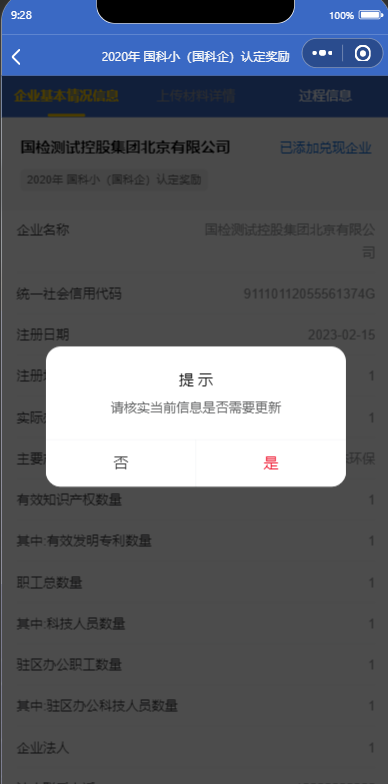 9:28
100%
2020年 国科小（国科企）认定奖励
企业基本情况信息
上传材料详情
过程信息
国检测试控股集团北京有限公司
已添加兑现企业
2020年 国科小（国科企）认定奖励
企业名称
国检测试控股集团北京有限公
司
统一社会信用代码
91110112055561374G
注册日期
2023-02-15
注册
1
实际
1
主要
环保
提示
请核实当前信息是否需要更新
否
是
有效知识产权数量
1
其中:有效发明专利数量
1
职工总数量
1
其中:科技人员数量
1
驻区办公职工数量
1
其中:驻区办公科技人员数量
1
企业法人
1